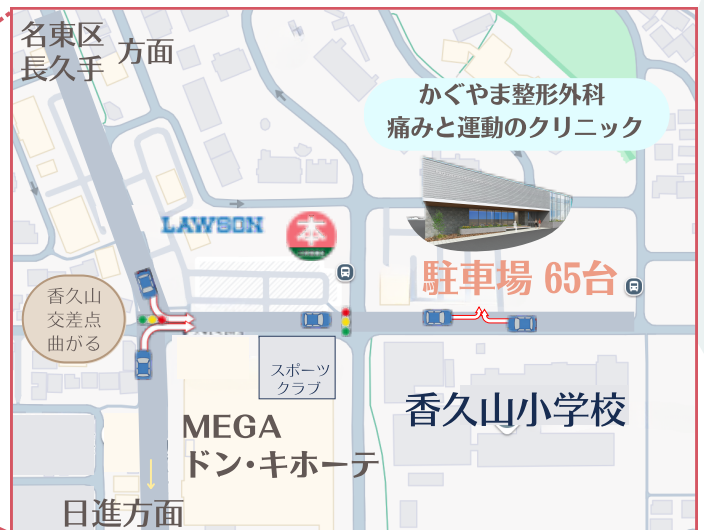 名東区
長久手
方面
かぐやま整形外科
痛みと運動のクリニック
LAWSON
本
駐車場 65台
香久山
交差点
曲がる
スポーツ
クラブ
香久山小学校
MEGA
ドン・キホーテ
日進方面